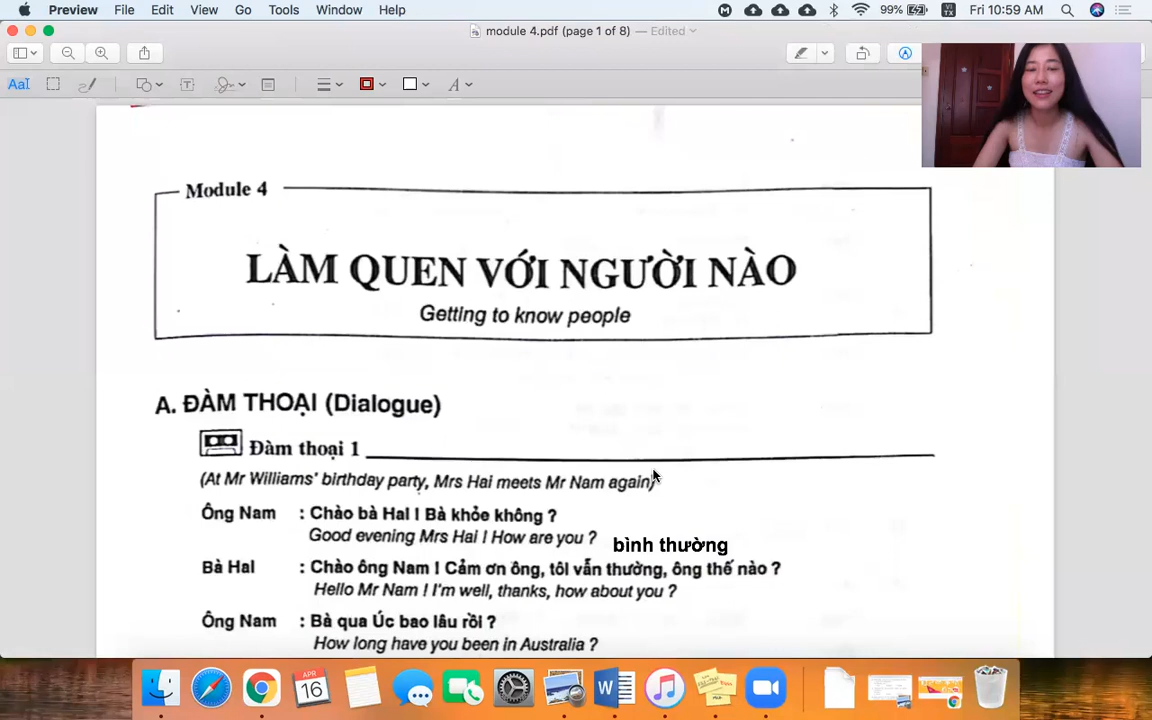 Preview File Edit View Go Tools Window Help 99% Fri 10:59 AM
module 4.pdf (page 1 of 8) — Edited
AaI A
Module 4
LÀM QUEN VỚI NGƯỜI NÀO
Getting to know people
A. ĐÀM THOẠI (Dialogue)
Đàm thoại 1
(At Mr Williams' birthday party, Mrs Hai meets Mr Nam again)
Ông Nam : Chào bà Hal ! Bà khỏe không ?
Good evening Mrs Hai ! How are you ?
bình thường
Bà Hal : Chào ông Nam ! Cảm ơn ông, tôi vẫn thường, ông thế nào ?
Hello Mr Nam ! I'm well, thanks, how about you ?
Ông Nam : Bà qua Úc bao lâu rồi ?
How long have you been in Australia ?
APR
16